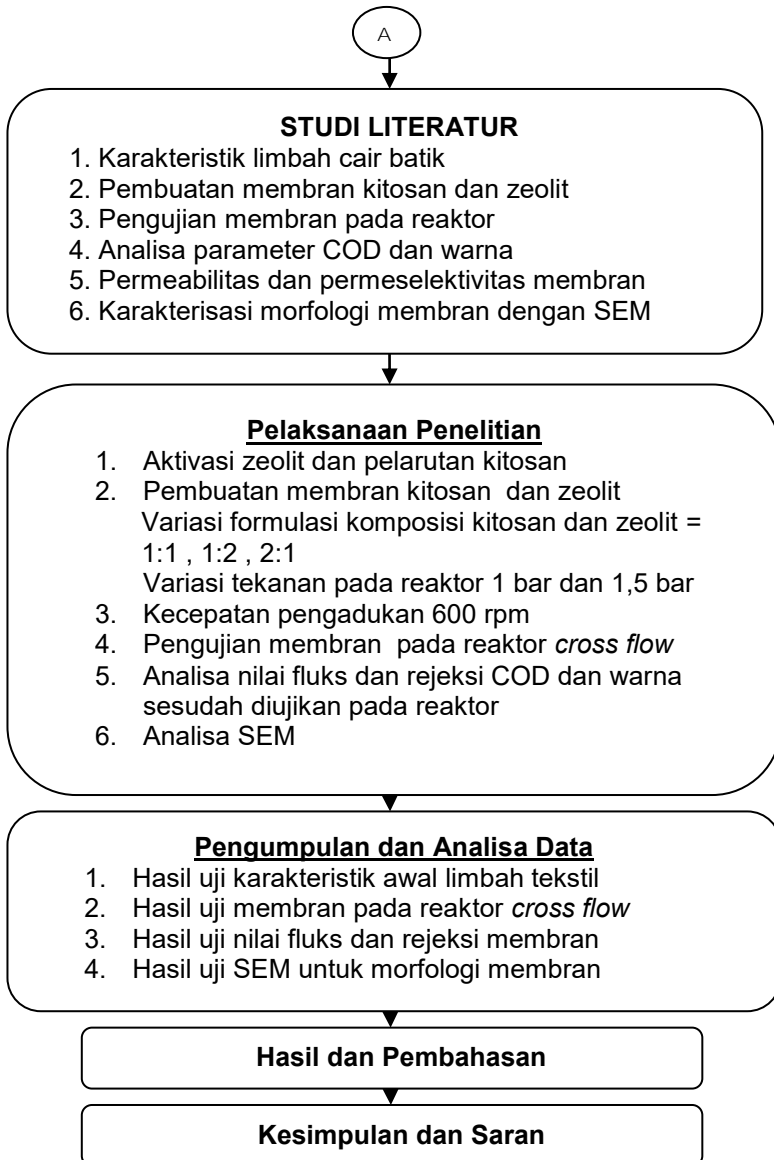 A
STUDI LITERATUR
1. Karakteristik limbah cair batik
2. Pembuatan membran kitosan dan zeolit
3. Pengujian membran pada reaktor
4. Analisa parameter COD dan warna
5. Permeabilitas dan permeselektivitas membran
6. Karakterisasi morfologi membran dengan SEM
Pelaksanaan Penelitian
1. Aktivasi zeolit dan pelarutan kitosan
2. Pembuatan membran kitosan dan zeolit
Variasi formulasi komposisi kitosan dan zeolit =
1:1 , 1:2 , 2:1
Variasi tekanan pada reaktor 1 bar dan 1,5 bar
3. Kecepatan pengadukan 600 rpm
4. Pengujian membran pada reaktor cross flow
5. Analisa nilai fluks dan rejeksi COD dan warna
sesudah diujikan pada reaktor
6. Analisa SEM
Pengumpulan dan Analisa Data
1. Hasil uji karakteristik awal limbah tekstil
2. Hasil uji membran pada reaktor cross flow
3. Hasil uji nilai fluks dan rejeksi membran
4. Hasil uji SEM untuk morfologi membran
Hasil dan Pembahasan
Kesimpulan dan Saran